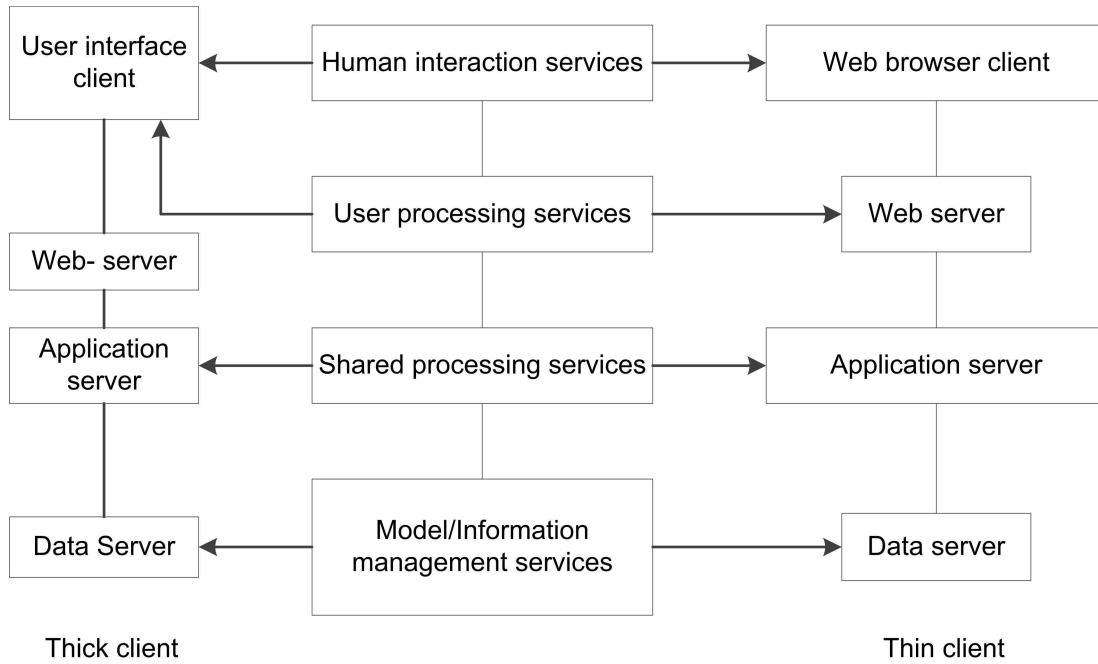 User interface
client
Human interaction services
Web browser client
User processing services
Web server
Web- server
Application
server
Shared processing services
Application server
Data Server
Model/Information
management services
Data server
Thick client
Thin client